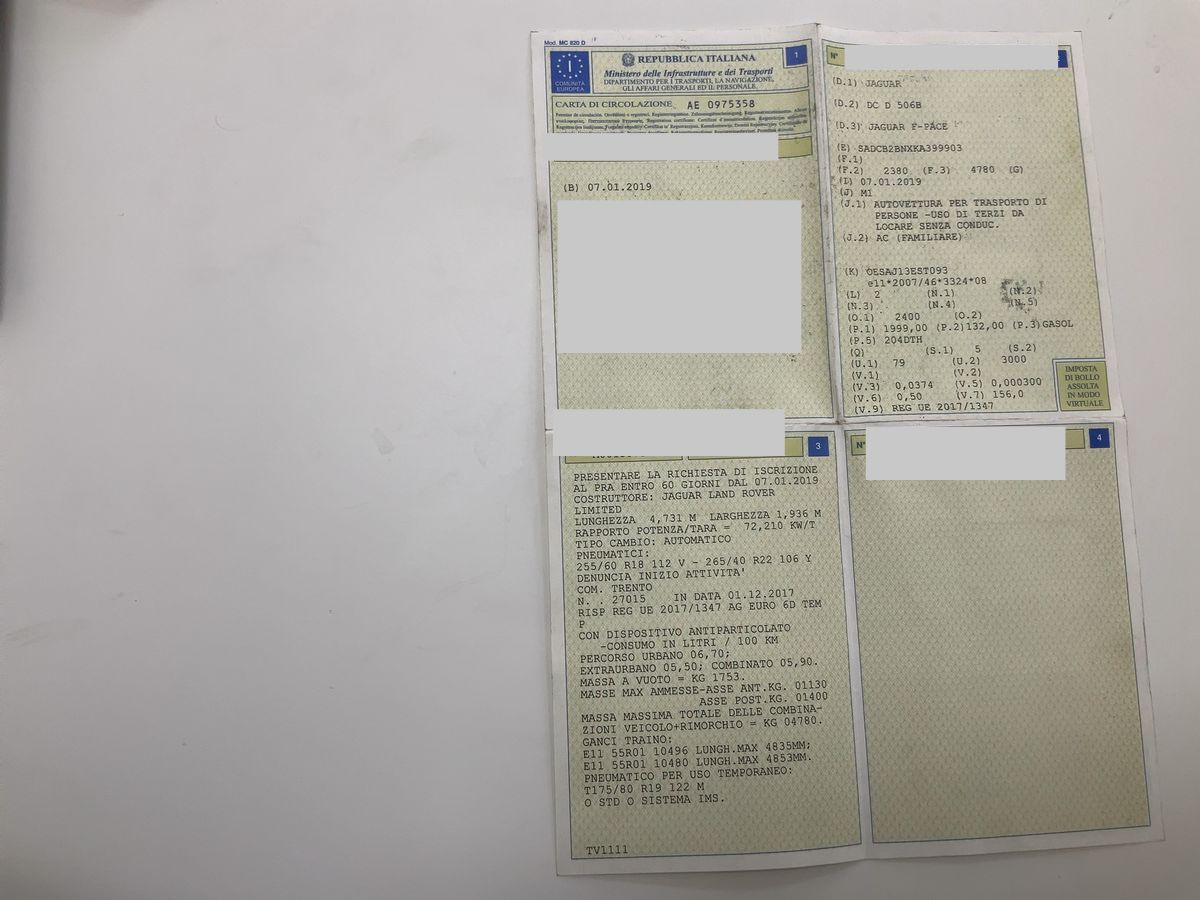 Mod. MC 820 D
COMUNITÀ
EUROPEA
REPUBBLICA ITALIANA
Ministero delle Infrastrutture e dei Trasporti
DIPARTIMENTO PER I TRASPORTI, LA NAVIGAZIONE,
GLI AFFARI GENERALI ED IL PERSONALE.
1
CARTA DI CIRCOLAZIONE AE 0975358
(B) 07.01.2019
N°
(D.1) JAGUAR
(D.2) DC D 506B
(D.3) JAGUAR F-PACE
(E) SADCB2BNXKA399903
(F.1)
(F.2) 2380 (F.3) 4780 (G)
(I) 07.01.2019
(J) M1
(J.1) AUTOVETTURA PER TRASPORTO DI
PERSONE -USO DI TERZI DA
LOCARE SENZA CONDUC.
(J.2) AC (FAMILIARE)
(K) OESAJ13EST093
e11*2007/46*3324*08
(L) 2 (N.1) (N.2)
(N.3) (N.4) (N.5)
(O.1) 2400 (O.2)
(P.1) 1999,00 (P.2)132,00 (P.3)GASOL
(P.5) 204DTH
(Q) (S.1) 5 (S.2)
(U.1) 79 (U.2) 3000
(V.1) (V.2)
(V.3) 0,0374 (V.5) 0,000300
(V.6) 0,50 (V.7) 156,0
(V.9) REG UE 2017/1347
IMPOSTA
DI BOLLO
ASSOLTA
IN MODO
VIRTUALE
3
PRESENTARE LA RICHIESTA DI ISCRIZIONE
AL PRA ENTRO 60 GIORNI DAL 07.01.2019
COSTRUTTORE: JAGUAR LAND ROVER
LIMITED
LUNGHEZZA 4,731 M LARGHEZZA 1,936 M
RAPPORTO POTENZA/TARA = 72,210 KW/T
TIPO CAMBIO: AUTOMATICO
PNEUMATICI:
255/60 R18 112 V - 265/40 R22 106 Y
DENUNCIA INIZIO ATTIVITA'
COM. TRENTO
N. . 27015 IN DATA 01.12.2017
RISP REG UE 2017/1347 AG EURO 6D TEM
P
CON DISPOSITIVO ANTIPARTICOLATO
-CONSUMO IN LITRI / 100 KM
PERCORSO URBANO 06,70;
EXTRAURBANO 05,50; COMBINATO 05,90.
MASSA A VUOTO = KG 1753.
MASSE MAX AMMESSE-ASSE ANT.KG. 01130
ASSE POST.KG. 01400
MASSA MASSIMA TOTALE DELLE COMBINA-
ZIONI VEICOLO+RIMORCHIO = KG 04780.
GANCI TRAINO:
E11 55R01 10496 LUNGH.MAX 4835MM;
E11 55R01 10480 LUNGH.MAX 4853MM.
PNEUMATICO PER USO TEMPORANEO:
T175/80 R19 122 M
O STD O SISTEMA IMS.
TV1111
N°
4